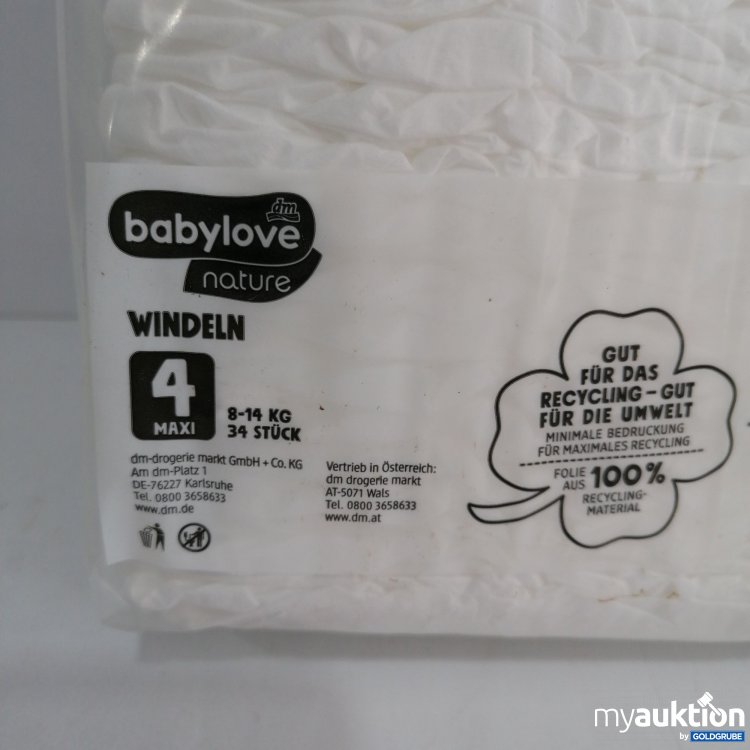 dm
babylove
nature
WINDELN
4
MAXI
8-14 KG
34 STÜCK
dm-drogerie markt GmbH + Co. KG
Am dm-Platz 1
DE-76227 Karlsruhe
Tel. 0800 3658633
www.dm.de
Vertrieb in Österreich:
dm drogerie markt
AT-5071 Wals
Tel. 0800 3658633
www.dm.at
GUT
FÜR DAS
RECYCLING – GUT
FÜR DIE UMWELT
MINIMALE BEDRUCKUNG
FÜR MAXIMALES RECYCLING
FOLIE
AUS 100%
RECYCLING-
MATERIAL
myauktion
by GOLDGRUBE